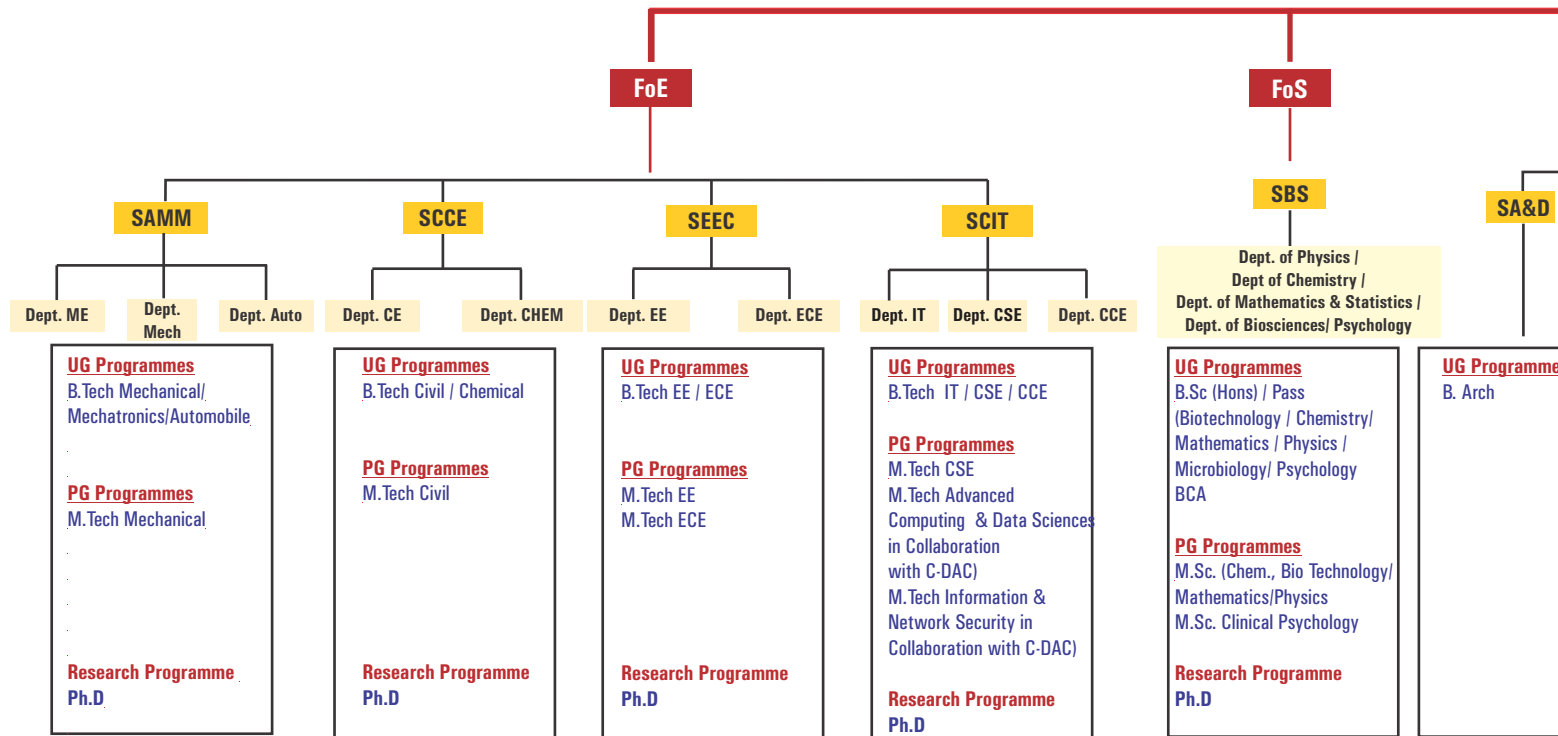 FoE
FoS
SAMM
SCCE
SEEC
SCIT
SBS
SA&D
Dept. ME
Dept.
Mech
Dept. Auto
Dept. CE
Dept. CHEM
Dept. EE
Dept. ECE
Dept. IT
Dept. CSE
Dept. CCE
Dept. of Physics /
Dept of Chemistry /
Dept. of Mathematics & Statistics /
Dept. of Biosciences/ Psychology
UG Programmes
B.Tech Mechanical/
Mechatronics/Automobile
PG Programmes
M.Tech Mechanical
Research Programme
Ph.D
UG Programmes
B.Tech Civil / Chemical
PG Programmes
M.Tech Civil
Research Programme
Ph.D
UG Programmes
B.Tech EE / ECE
PG Programmes
M.Tech EE
M.Tech ECE
Research Programme
Ph.D
UG Programmes
B.Tech IT / CSE / CCE
PG Programmes
M.Tech CSE
M.Tech Advanced
Computing & Data Sciences
in Collaboration
with C-DAC)
M.Tech Information &
Network Security in
Collaboration with C-DAC)
Research Programme
Ph.D
UG Programmes
B.Sc (Hons) / Pass
(Biotechnology / Chemistry/
Mathematics / Physics /
Microbiology/ Psychology
BCA
PG Programmes
M.Sc. (Chem., Bio Technology/
Mathematics/Physics
M.Sc. Clinical Psychology
Research Programme
Ph.D
UG Programme
B. Arch